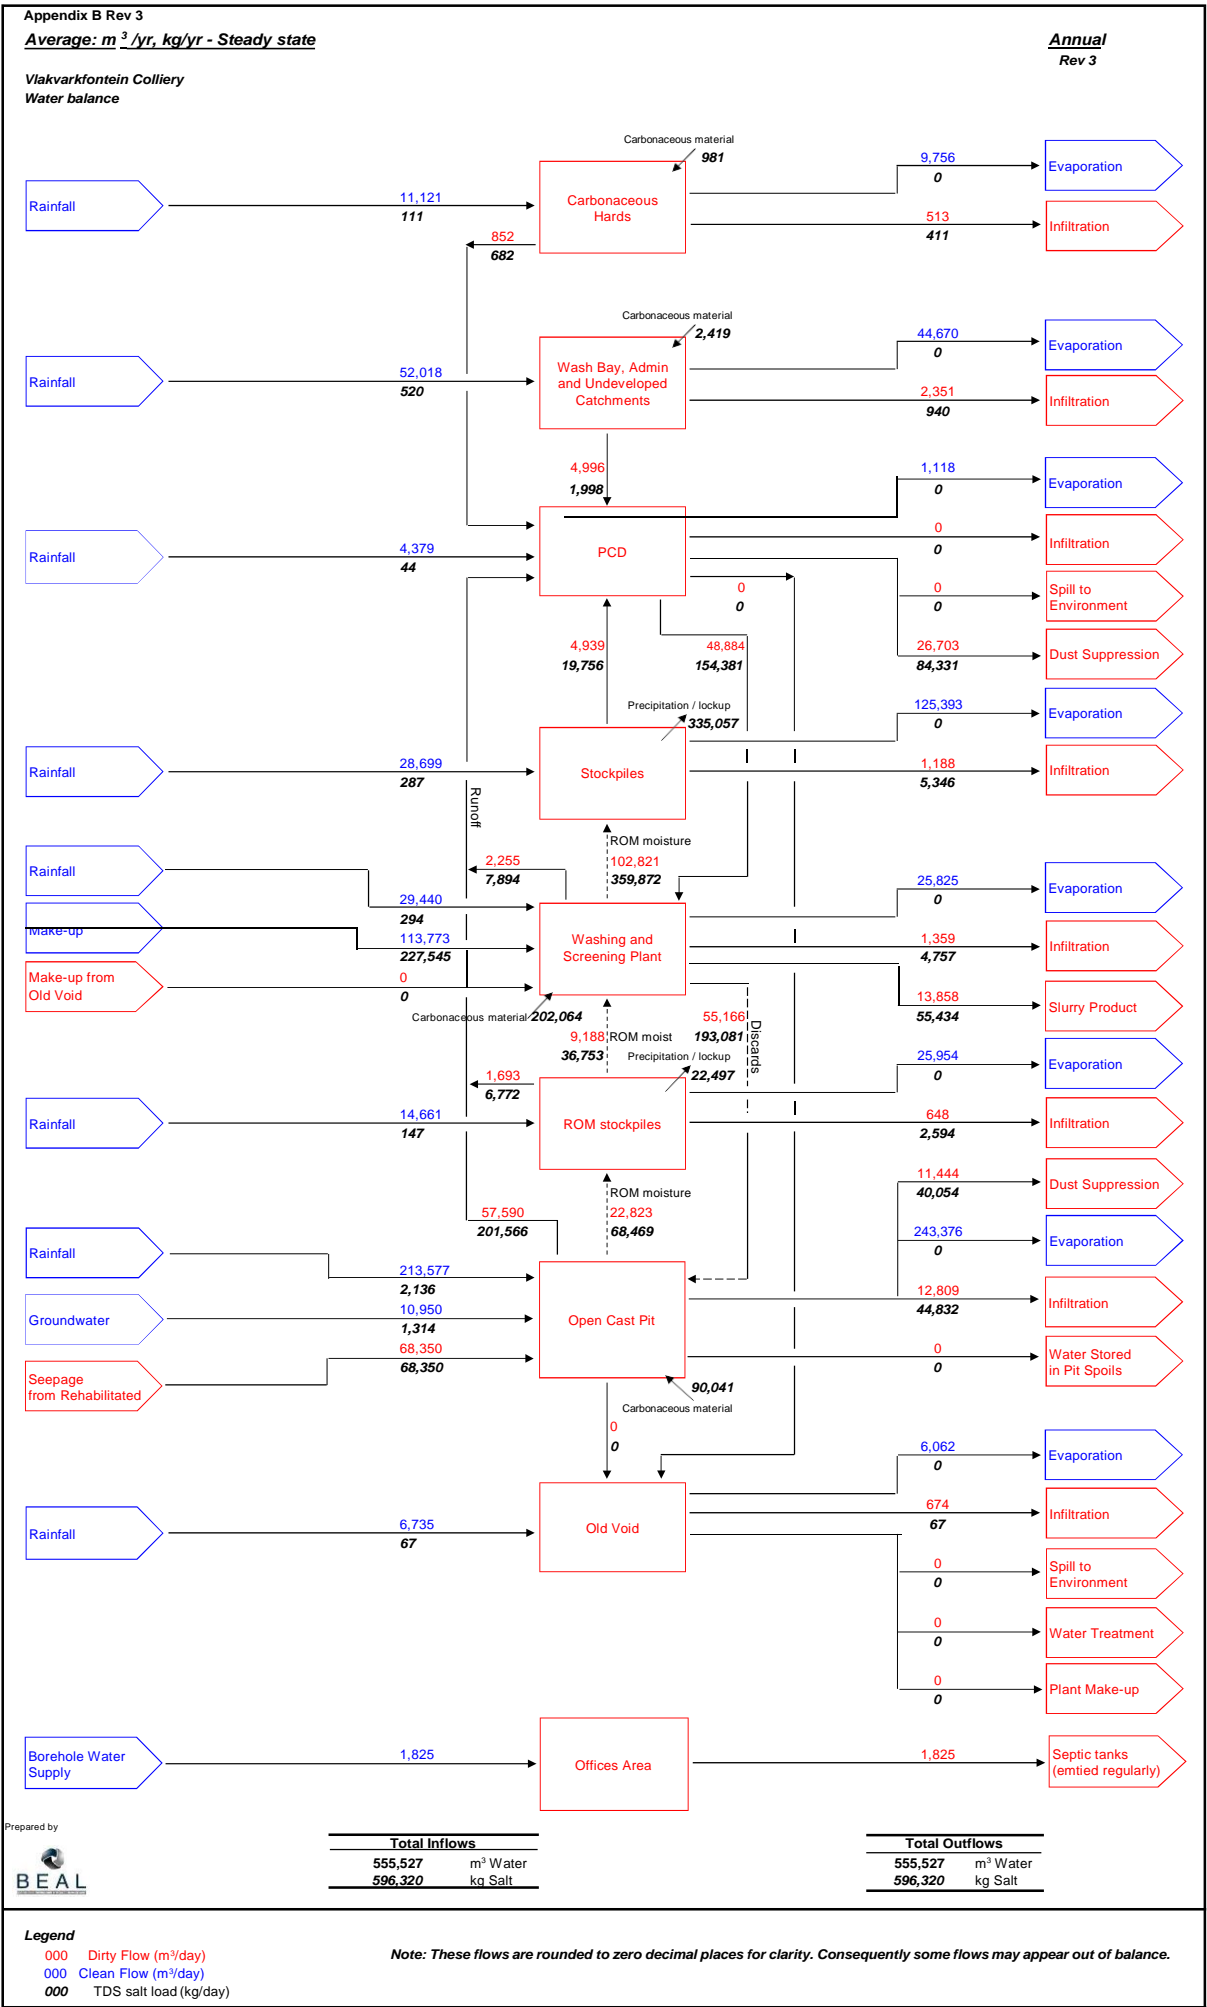 Appendix B Rev 3
Average: m ³ /yr, kg/yr - Steady state
Annual
Rev 3
Vlakvarkfontein Colliery
Water balance
Carbonaceous material
981
9,756
0
Evaporation
Rainfall
11,121
111
Carbonaceous
Hards
513
411
Infiltration
852
682
Carbonaceous material
2,419
44,670
0
Evaporation
Rainfall
52,018
520
Wash Bay, Admin
and Undeveloped
Catchments
2,351
940
Infiltration
4,996
1,998
1,118
0
Evaporation
Rainfall
4,379
44
PCD
0
0
Infiltration
0
0
0
0
Spill to
Environment
4,939
19,756
48,884
154,381
26,703
84,331
Dust Suppression
Precipitation / lockup
335,057
125,393
0
Evaporation
Rainfall
28,699
287
Stockpiles
1,188
5,346
Infiltration
Runoff
ROM moisture
102,821
359,872
2,255
7,894
Rainfall
29,440
294
25,825
0
Evaporation
Make-up
113,773
227,545
Washing and
Screening Plant
1,359
4,757
Infiltration
Make-up from
Old Void
0
0
13,858
55,434
Slurry Product
Carbonaceous material
202,064
9,188
36,753
ROM moist
55,166
193,081
Discards
Precipitation / lockup
22,497
25,954
0
Evaporation
1,693
6,772
Rainfall
14,661
147
ROM stockpiles
648
2,594
Infiltration
ROM moisture
22,823
68,469
11,444
40,054
Dust Suppression
57,590
201,566
Rainfall
213,577
2,136
243,376
0
Evaporation
Groundwater
10,950
1,314
Open Cast Pit
12,809
44,832
Infiltration
Seepage
from Rehabilitated
68,350
68,350
0
0
Water Stored
in Pit Spoils
90,041
Carbonaceous material
0
0
6,062
0
Evaporation
Rainfall
6,735
67
Old Void
674
67
Infiltration
0
0
Spill to
Environment
0
0
Water Treatment
0
0
Plant Make-up
Borehole Water
Supply
1,825
Offices Area
1,825
Septic tanks
(emtied regularly)
Prepared by
BEAL
Total Inflows
555,527 m³ Water
596,320 kg Salt
Total Outflows
555,527 m³ Water
596,320 kg Salt
Legend
000 Dirty Flow (m³/day)
000 Clean Flow (m³/day)
000 TDS salt load (kg/day)
Note: These flows are rounded to zero decimal places for clarity. Consequently some flows may appear out of balance.